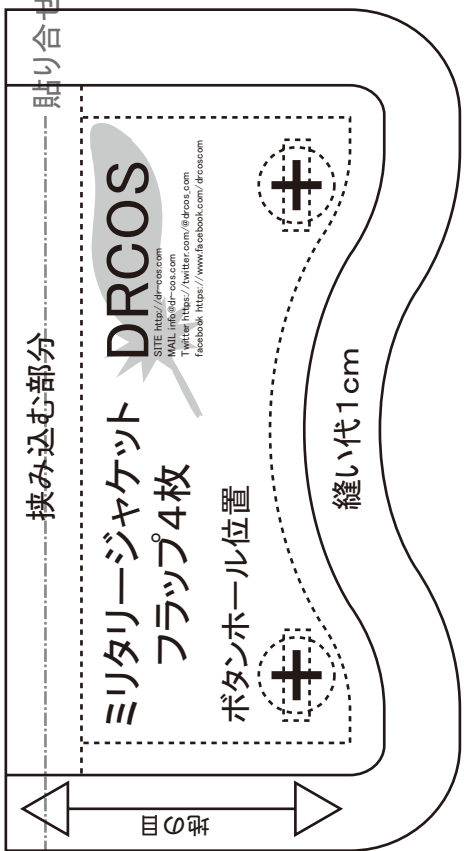 貼り合せ
挟み込む部分
ミリタリージャケット
フラップ4枚
DRCOS
SITE http://dr-cos.com
MAIL info@dr-cos.com
Twitter https://twitter.com/@drcos_com
facebook https://www.facebook.com/drcoscom
ボタンホール位置
縫い代1cm
地の目